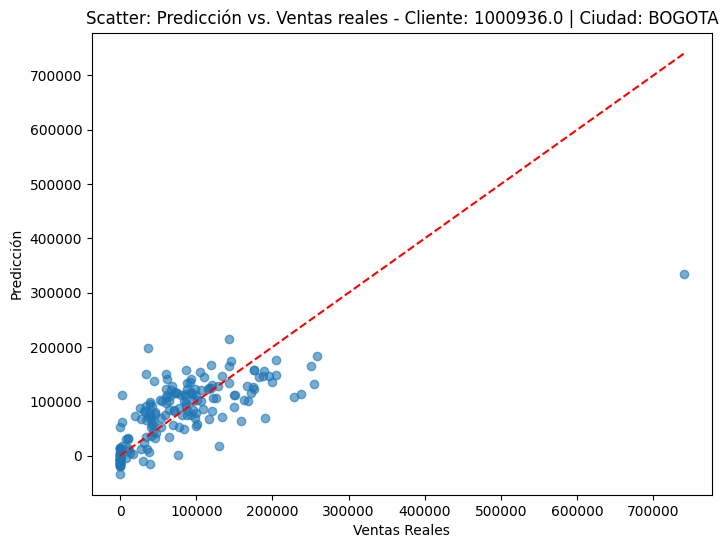 Scatter: Predicción vs. Ventas reales - Cliente: 1000936.0 | Ciudad: BOGOTA
700000
600000
500000
400000
300000
200000
100000
0
Predicción
0 100000 200000 300000 400000 500000 600000 700000
Ventas Reales